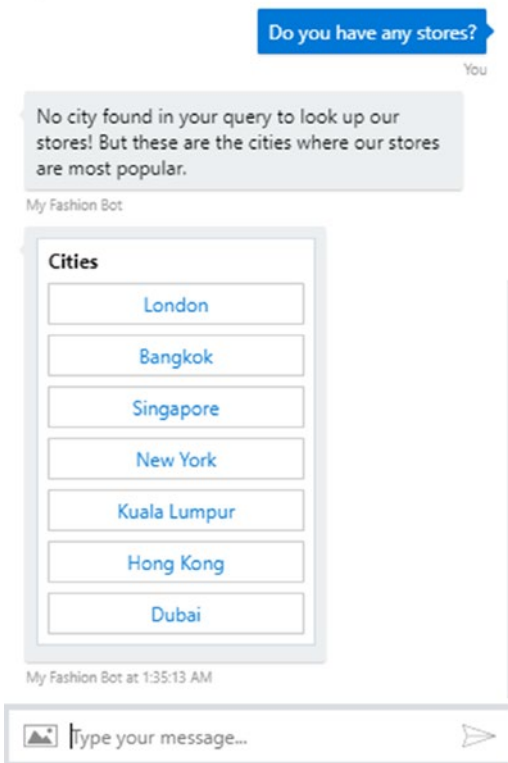 Do you have any stores?
You
No city found in your query to look up our
stores! But these are the cities where our stores
are most popular.
My Fashion Bot
Cities
London
Bangkok
Singapore
New York
Kuala Lumpur
Hong Kong
Dubai
My Fashion Bot at 1:35:13 AM
Type your message...